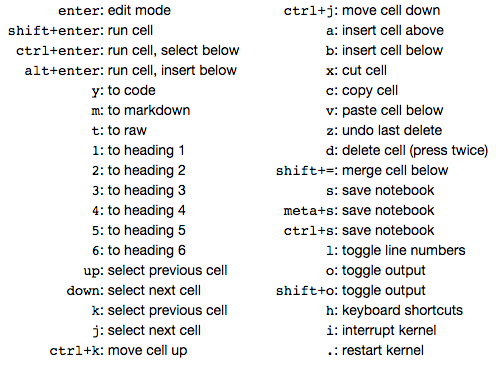 enter: edit mode
shift+enter: run cell
ctrl+enter: run cell, select below
alt+enter: run cell, insert below
y: to code
m: to markdown
t: to raw
1: to heading 1
2: to heading 2
3: to heading 3
4: to heading 4
5: to heading 5
6: to heading 6
up: select previous cell
down: select next cell
k: select previous cell
j: select next cell
ctrl+k: move cell up
ctrl+j: move cell down
a: insert cell above
b: insert cell below
x: cut cell
c: copy cell
v: paste cell below
z: undo last delete
d: delete cell (press twice)
shift+=: merge cell below
s: save notebook
meta+s: save notebook
ctrl+s: save notebook
l: toggle line numbers
o: toggle output
shift+o: toggle output
h: keyboard shortcuts
i: interrupt kernel
.: restart kernel